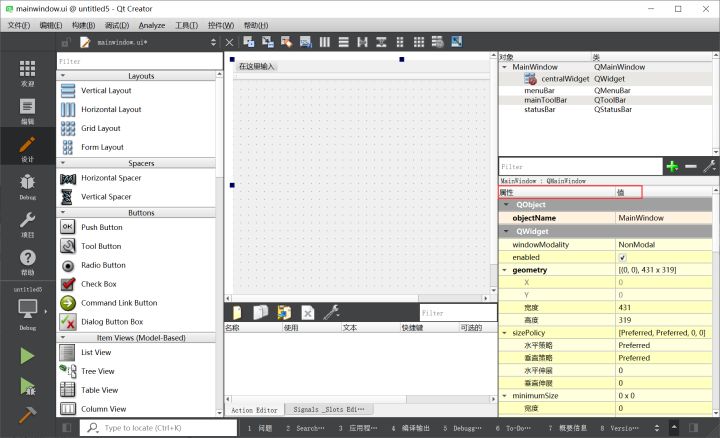 mainwindow.ui @ untitled5 - Qt Creator
文件(F) 编辑(E) 构建(B) 调试(D) Analyze 工具(T) 控件(W) 帮助(H)
mainwindow.ui*
欢迎
编辑
设计
Debug
项目
帮助
untitled5
Debug
Filter
Layouts
Vertical Layout
Horizontal Layout
Grid Layout
Form Layout
Spacers
Horizontal Spacer
Vertical Spacer
Buttons
Push Button
Tool Button
Radio Button
Check Box
Command Link Button
Dialog Button Box
Item Views (Model-Based)
List View
Tree View
Table View
Column View
在这里输入
Filter
名称 使用 文本 快捷键 可选的
Action Editor Signals _Slots Edi···
对象 类
MainWindow QMainWindow
centralWidget QWidget
menuBar QMenuBar
mainToolBar QToolBar
statusBar QStatusBar
Filter
MainWindow : QMainWindow
属性 值
QObject
objectName MainWindow
QWidget
windowModality NonModal
enabled
geometry [(0, 0), 431 x 319]
X 0
Y 0
宽度 431
高度 319
sizePolicy [Preferred, Preferred, 0, 0]
水平策略 Preferred
垂直策略 Preferred
水平伸展 0
垂直伸展 0
minimumSize 0 x 0
宽度 0
Type to locate (Ctrl+K)
1 问题 2 Search··· 3 应用程··· 4 编译输出 5 Debugg··· 6 To-Do··· 7 概要信息 8 Versio···